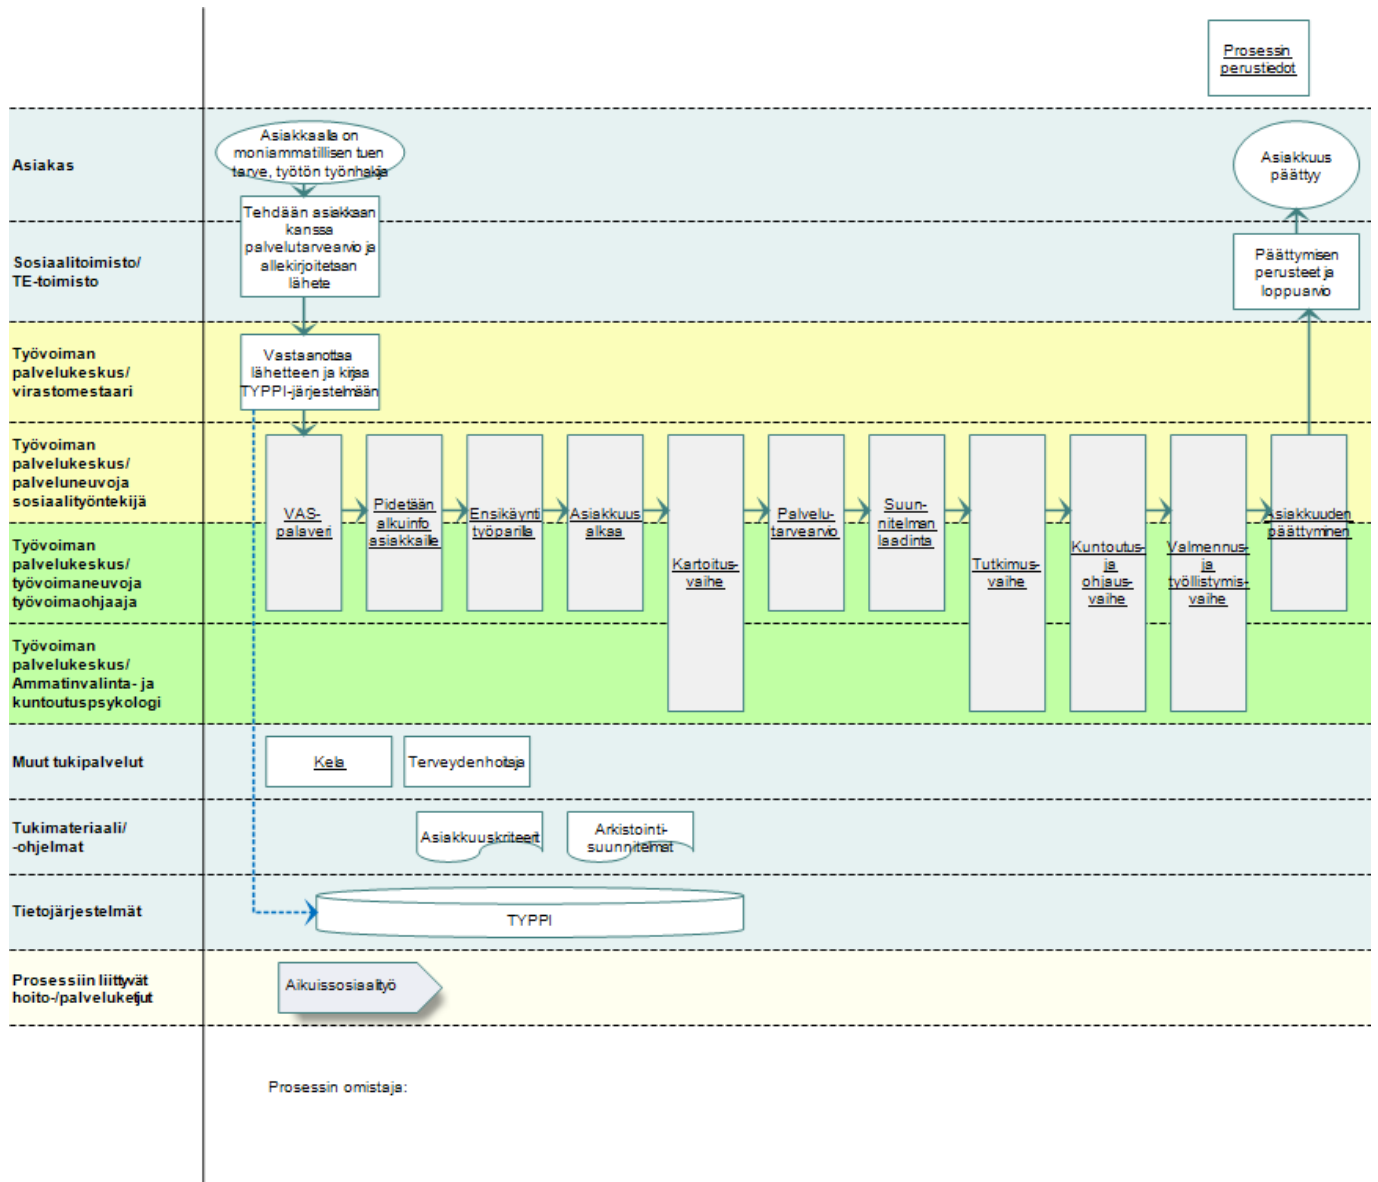 Prosessin
perustiedot
Asiakas
Asiakkaalla on
moniammatillisen tuen
tarve, työtön työnhakija
Asiakkuus
päättyy
Sosiaalitoimisto/
TE-toimisto
Tehdään asiakkaan
kanssa
palvelutarvearvio ja
allekirjoitetaan
lähete
Päättymisen
perusteet ja
loppuarvio
Työvoiman
palvelukeskus/
virastomestaari
Vastaanottaa
lähetteen ja kirjaa
TYPPI-järjestelmään
Työvoiman
palvelukeskus/
palveluneuvoja
sosiaalityöntekijä
Työvoiman
palvelukeskus/
työvoimaneuvoja
työvoimaohjaaja
Työvoiman
palvelukeskus/
Ammatinvalinta- ja
kuntoutuspsykologi
VAS-
palaveri
Pidetään
alkuinfo
asiakkaille
Ensikäynti
työparilla
Asiakkuus
alkaa
Kartoitus-
vaihe
Palvelu-
tarvearvio
Suun-
nitelman
laadinta
Tutkimus-
vaihe
Kuntoutus-
ja
ohjaus-
vaihe
Valmennus-
ja
työllistymis-
vaihe
Asiakkuuden
päättyminen
Muut tukipalvelut
Kela
Terveydenhoitaja
Tukimateriaali/
-ohjelmat
Asiakkuuskriteerit
Arkistointi-
suunnitelmat
Tietojärjestelmät
TYPPI
Prosessiin liittyvät
hoito-/palveluketjut
Aikuissosiaalityö
Prosessin omistaja: